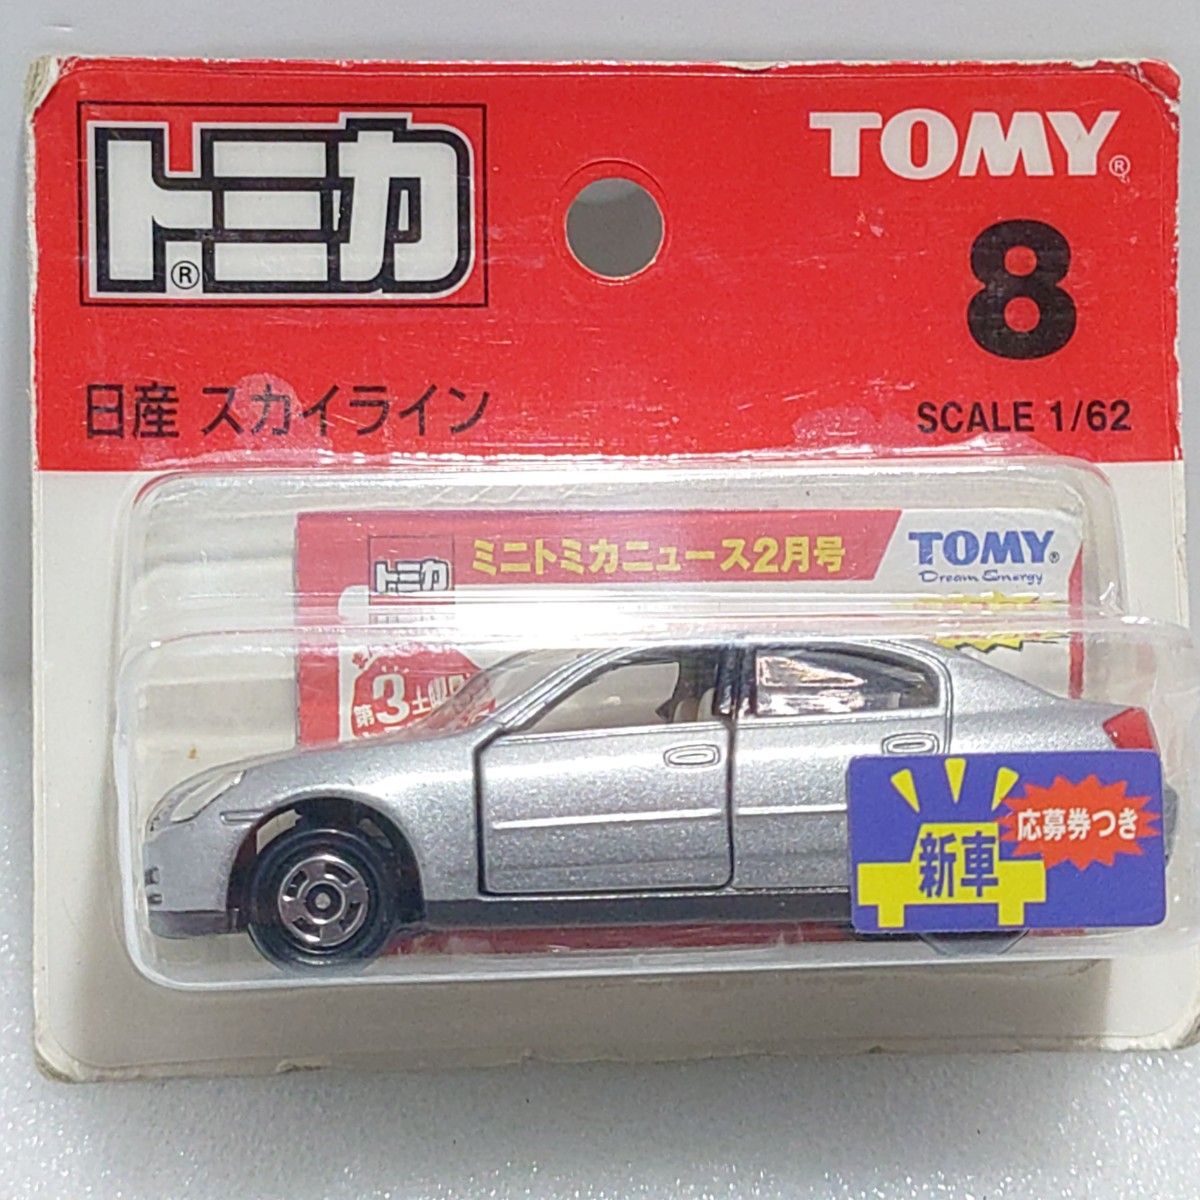 トミカ®
TOMY®
8
日産 スカイライン
SCALE 1/62
トミカ
ミニトミカニュース2月号
TOMY®
Dream Energy
第3土曜日
新車
応募券つき